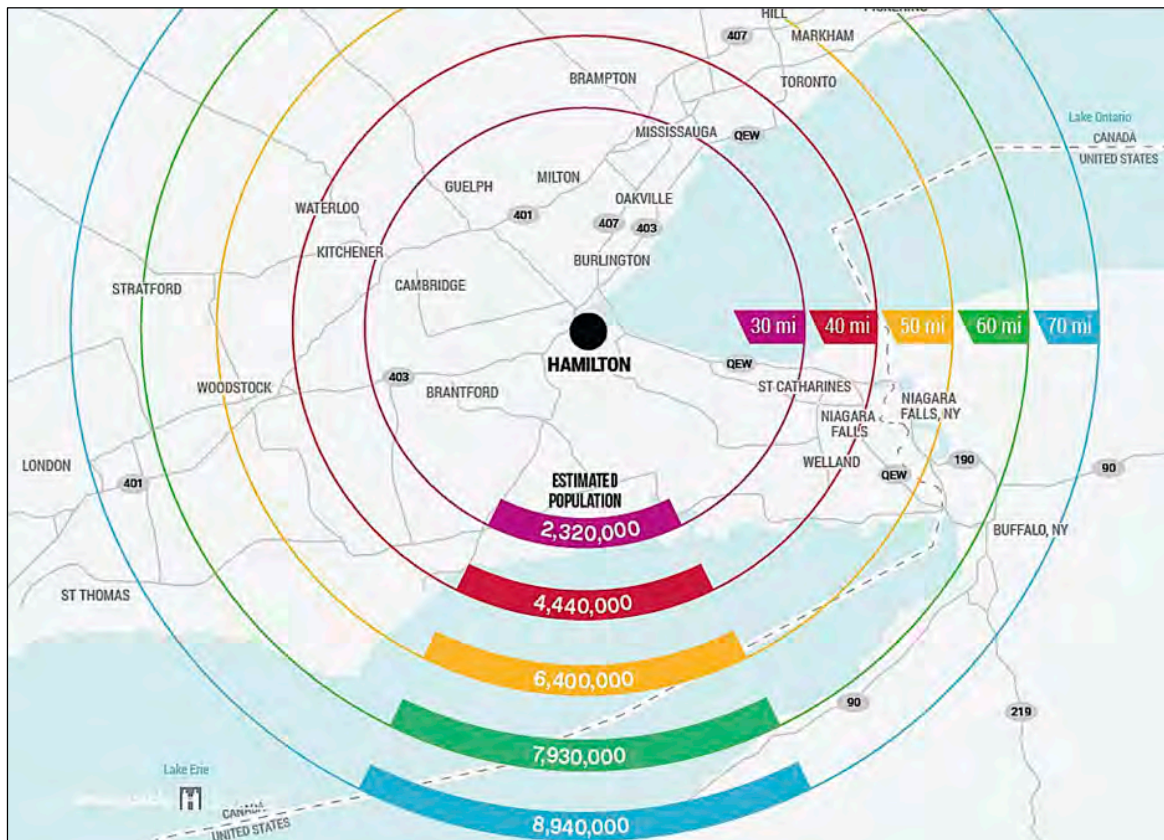 HILL
PICKERING
407
MARKHAM
BRAMPTON
TORONTO
MISSISSAUGA
QEW
Lake Ontario
CANADA
UNITED STATES
GUELPH
MILTON
WATERLOO
401
OAKVILLE
407
403
KITCHENER
BURLINGTON
STRATFORD
CAMBRIDGE
30 mi
40 mi
50 mi
60 mi
70 mi
HAMILTON
QEW
403
WOODSTOCK
BRANTFORD
ST CATHARINES
NIAGARA
FALLS, NY
NIAGARA
FALLS
LONDON
401
WELLAND
190
90
QEW
ESTIMATED
POPULATION
2,320,000
BUFFALO, NY
ST THOMAS
4,440,000
6,400,000
90
219
7,930,000
Lake Erie
CANADA
UNITED STATES
8,940,000